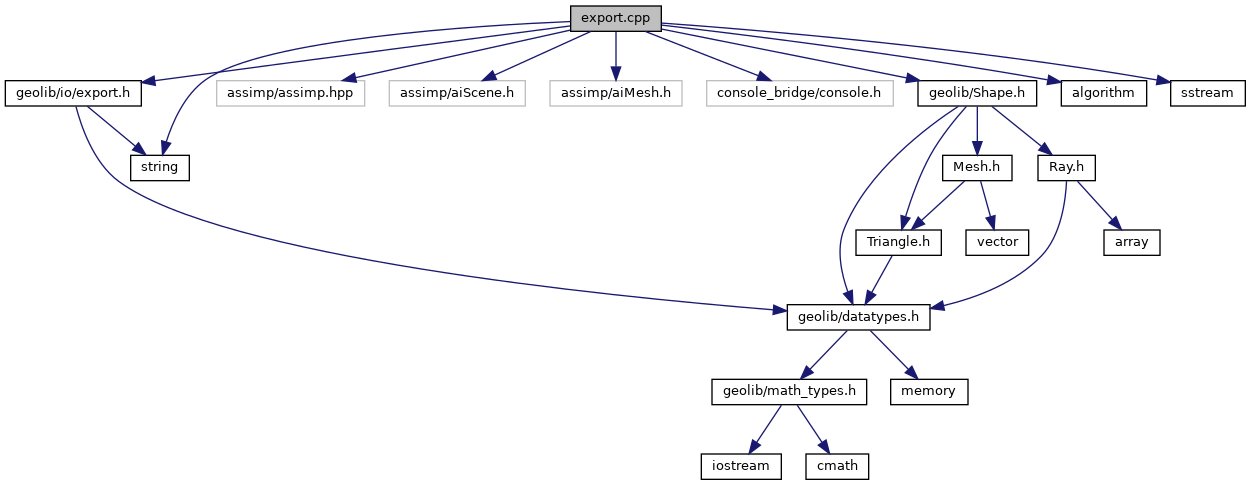 export.cpp
geolib/io/export.h
assimp/assimp.hpp
assimp/aiScene.h
assimp/aiMesh.h
console_bridge/console.h
geolib/Shape.h
algorithm
sstream
string
Mesh.h
Ray.h
Triangle.h
vector
array
geolib/datatypes.h
geolib/math_types.h
memory
iostream
cmath